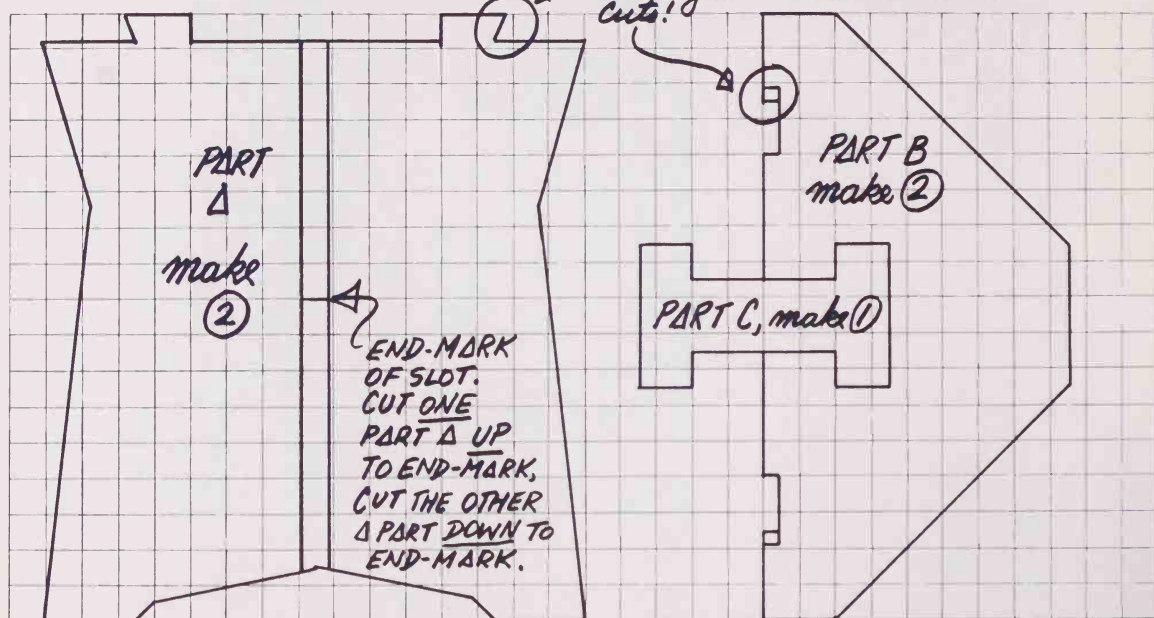 cuts!
PART
A
make
2
PART B
make 2
PART C, make 1
END-MARK
OF SLOT.
CUT ONE
PART A UP
TO END-MARK,
CUT THE OTHER
A PART DOWN TO
END-MARK.